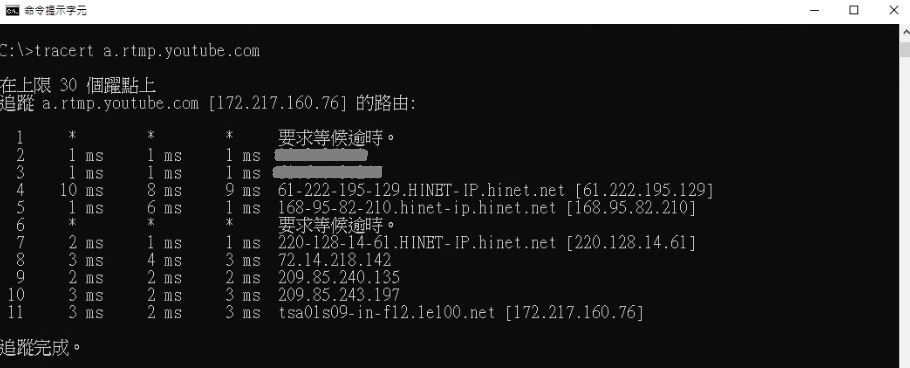 命令提示字元
C:\>tracert a.rtmp.youtube.com
在上限 30 個躍點上
追蹤 a.rtmp.youtube.com [172.217.160.76] 的路由:
1 * * * 要求等候逾時。
2 1 ms 1 ms 1 ms
3 1 ms 1 ms 1 ms
4 10 ms 8 ms 9 ms 61-222-195-129.HINET-IP.hinet.net [61.222.195.129]
5 1 ms 6 ms 1 ms 168-95-82-210.hinet-ip.hinet.net [168.95.82.210]
6 * * * 要求等候逾時。
7 2 ms 1 ms 1 ms 220-128-14-61.HINET-IP.hinet.net [220.128.14.61]
8 3 ms 4 ms 3 ms 72.14.218.142
9 2 ms 2 ms 2 ms 209.85.240.135
10 3 ms 2 ms 3 ms 209.85.243.197
11 3 ms 2 ms 3 ms tsa01s09-in-f12.1e100.net [172.217.160.76]
追蹤完成。